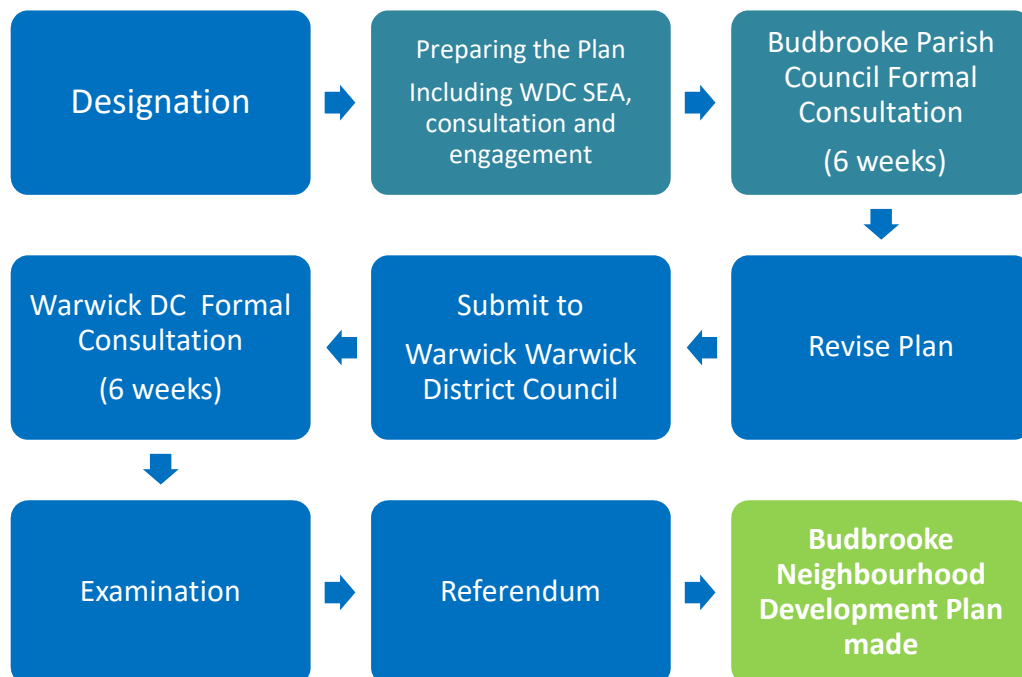 Designation
Preparing the Plan
Including WDC SEA,
consultation and
engagement
Budbrooke Parish
Council Formal
Consultation
(6 weeks)
Revise Plan
Submit to
Warwick Warwick
District Council
Warwick DC  Formal
Consultation
(6 weeks)
Examination
Referendum
Budbrooke
Neighbourhood
Development Plan
made